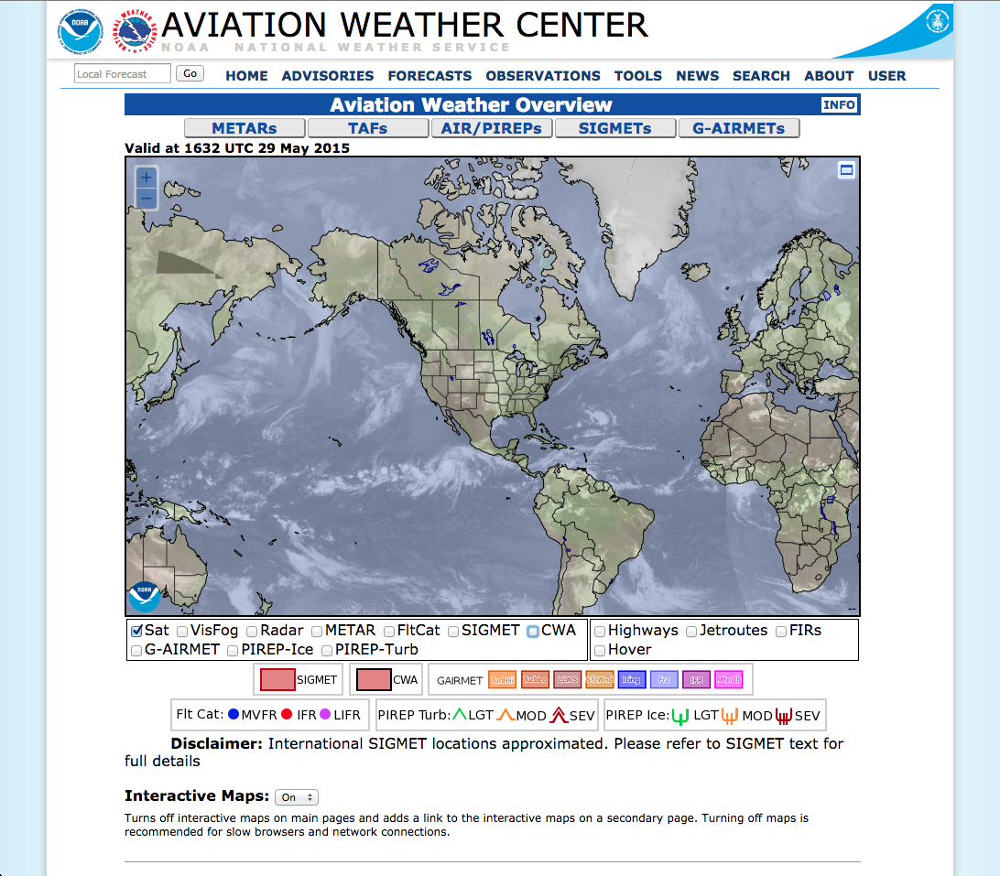 AVIATION WEATHER CENTER
NOAA NATIONAL WEATHER SERVICE
Local Forecast Go HOME ADVISORIES FORECASTS OBSERVATIONS TOOLS NEWS SEARCH ABOUT USER
Aviation Weather Overview INFO
METARs TAFs AIR/PIREPs SIGMETs G-AIRMETs
Valid at 1632 UTC 29 May 2015
+
−
NOAA
--
Sat VisFog Radar METAR FltCat SIGMET CWA Highways Jetroutes FIRs
G-AIRMET PIREP-Ice PIREP-Turb Hover
SIGMET CWA GAIRMET TurbHi TurbLo LLWS SfcWnd Icing Frz IFR MtnOb
Flt Cat: MVFR IFR LIFR PIREP Turb: LGT MOD SEV PIREP Ice: LGT MOD SEV
Disclaimer: International SIGMET locations approximated. Please refer to SIGMET text for
full details
Interactive Maps: On
Turns off interactive maps on main pages and adds a link to the interactive maps on a secondary page. Turning off maps is
recommended for slow browsers and network connections.